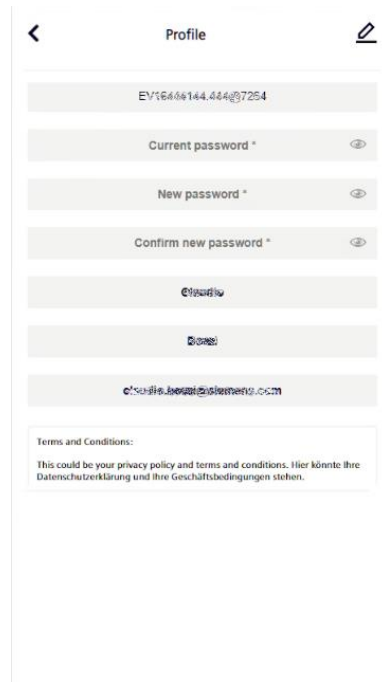 Profile
Current password *
New password *
Confirm new password *
Terms and Conditions:
This could be your privacy policy and terms and conditions. Hier könnte Ihre
Datenschutzerklärung und Ihre Geschäftsbedingungen stehen.